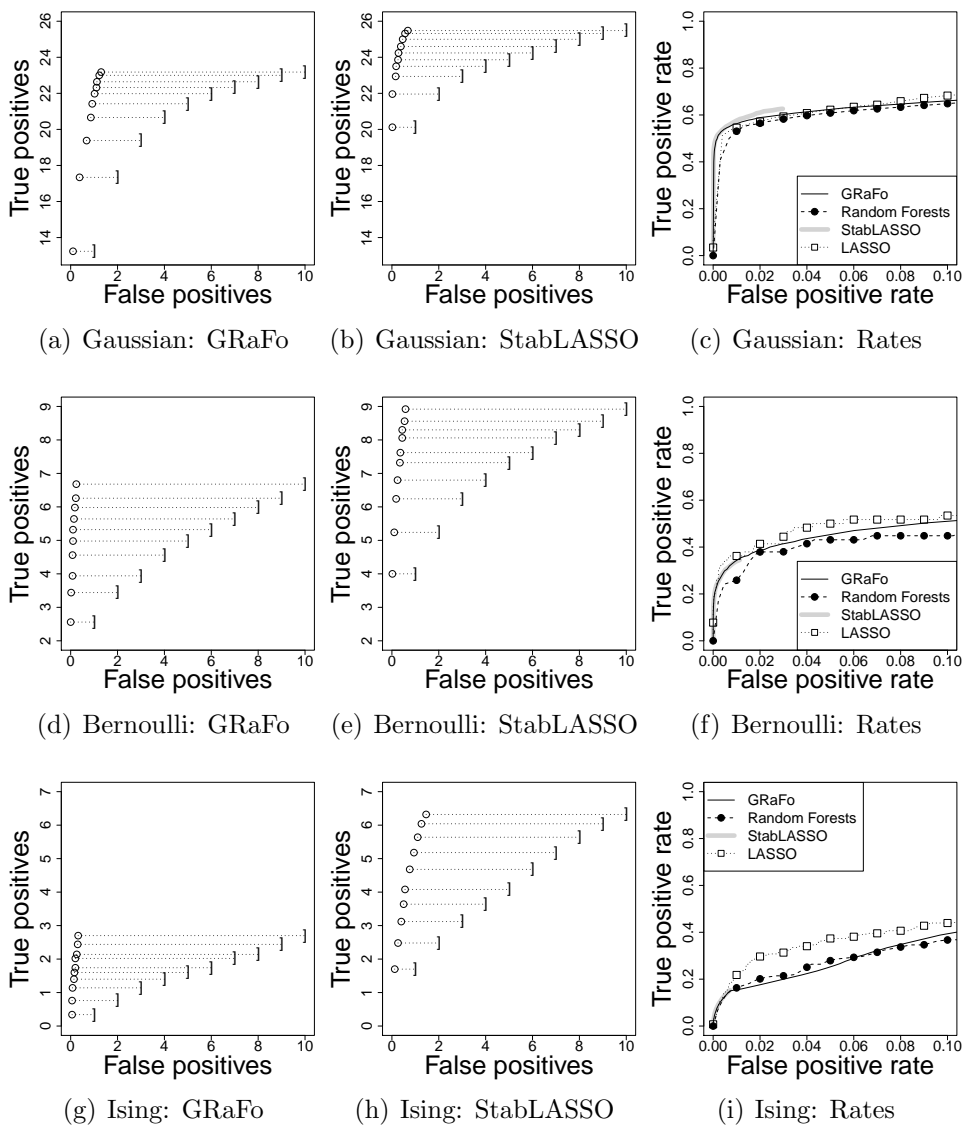 True positives
14 16 18 20 22 24 26
0 2 4 6 8 10
False positives
(a) Gaussian: GRaFo
True positives
14 16 18 20 22 24 26
0 2 4 6 8 10
False positives
(b) Gaussian: StabLASSO
True positive rate
0.0 0.2 0.4 0.6 0.8 1.0
GRaFo
Random Forests
StabLASSO
LASSO
0.00 0.02 0.04 0.06 0.08 0.10
False positive rate
(c) Gaussian: Rates
True positives
2 3 4 5 6 7 8 9
0 2 4 6 8 10
False positives
(d) Bernoulli: GRaFo
True positives
2 3 4 5 6 7 8 9
0 2 4 6 8 10
False positives
(e) Bernoulli: StabLASSO
True positive rate
0.0 0.2 0.4 0.6 0.8 1.0
GRaFo
Random Forests
StabLASSO
LASSO
0.00 0.02 0.04 0.06 0.08 0.10
False positive rate
(f) Bernoulli: Rates
True positives
0 1 2 3 4 5 6 7
0 2 4 6 8 10
False positives
(g) Ising: GRaFo
True positives
0 1 2 3 4 5 6 7
0 2 4 6 8 10
False positives
(h) Ising: StabLASSO
True positive rate
0.0 0.2 0.4 0.6 0.8 1.0
GRaFo
Random Forests
StabLASSO
LASSO
0.00 0.02 0.04 0.06 0.08 0.10
False positive rate
(i) Ising: Rates